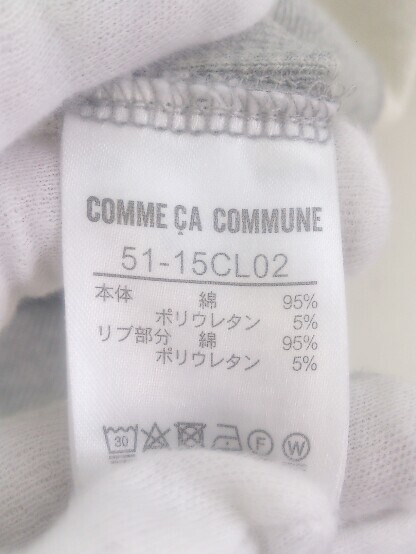 COMME ÇA COMMUNE
51-15CL02
本体 綿 95%
ポリウレタン 5%
リブ部分 綿 95%
ポリウレタン 5%
30 F W